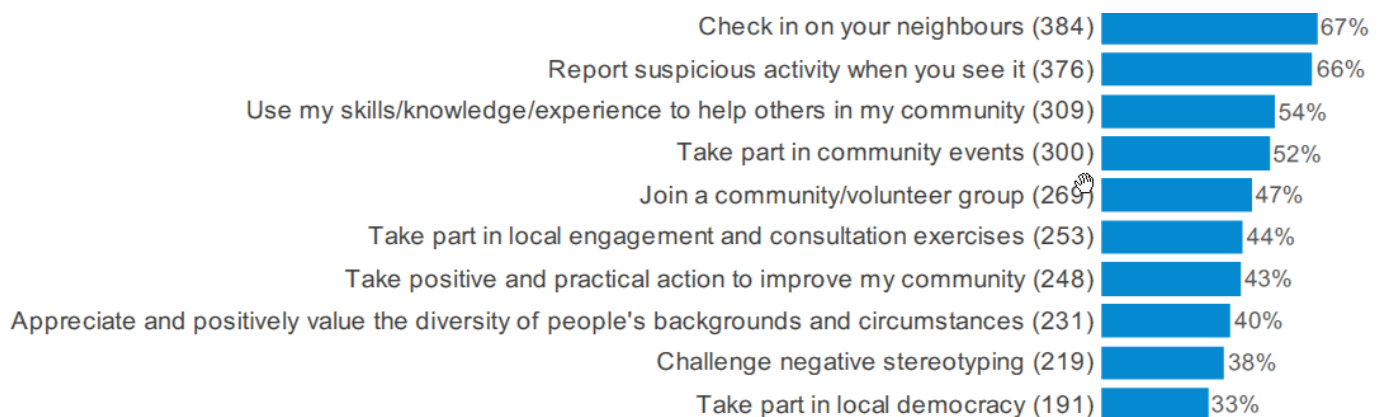 Check in on your neighbours (384) 67%
Report suspicious activity when you see it (376) 66%
Use my skills/knowledge/experience to help others in my community (309) 54%
Take part in community events (300) 52%
Join a community/volunteer group (269) 47%
Take part in local engagement and consultation exercises (253) 44%
Take positive and practical action to improve my community (248) 43%
Appreciate and positively value the diversity of people's backgrounds and circumstances (231) 40%
Challenge negative stereotyping (219) 38%
Take part in local democracy (191) 33%